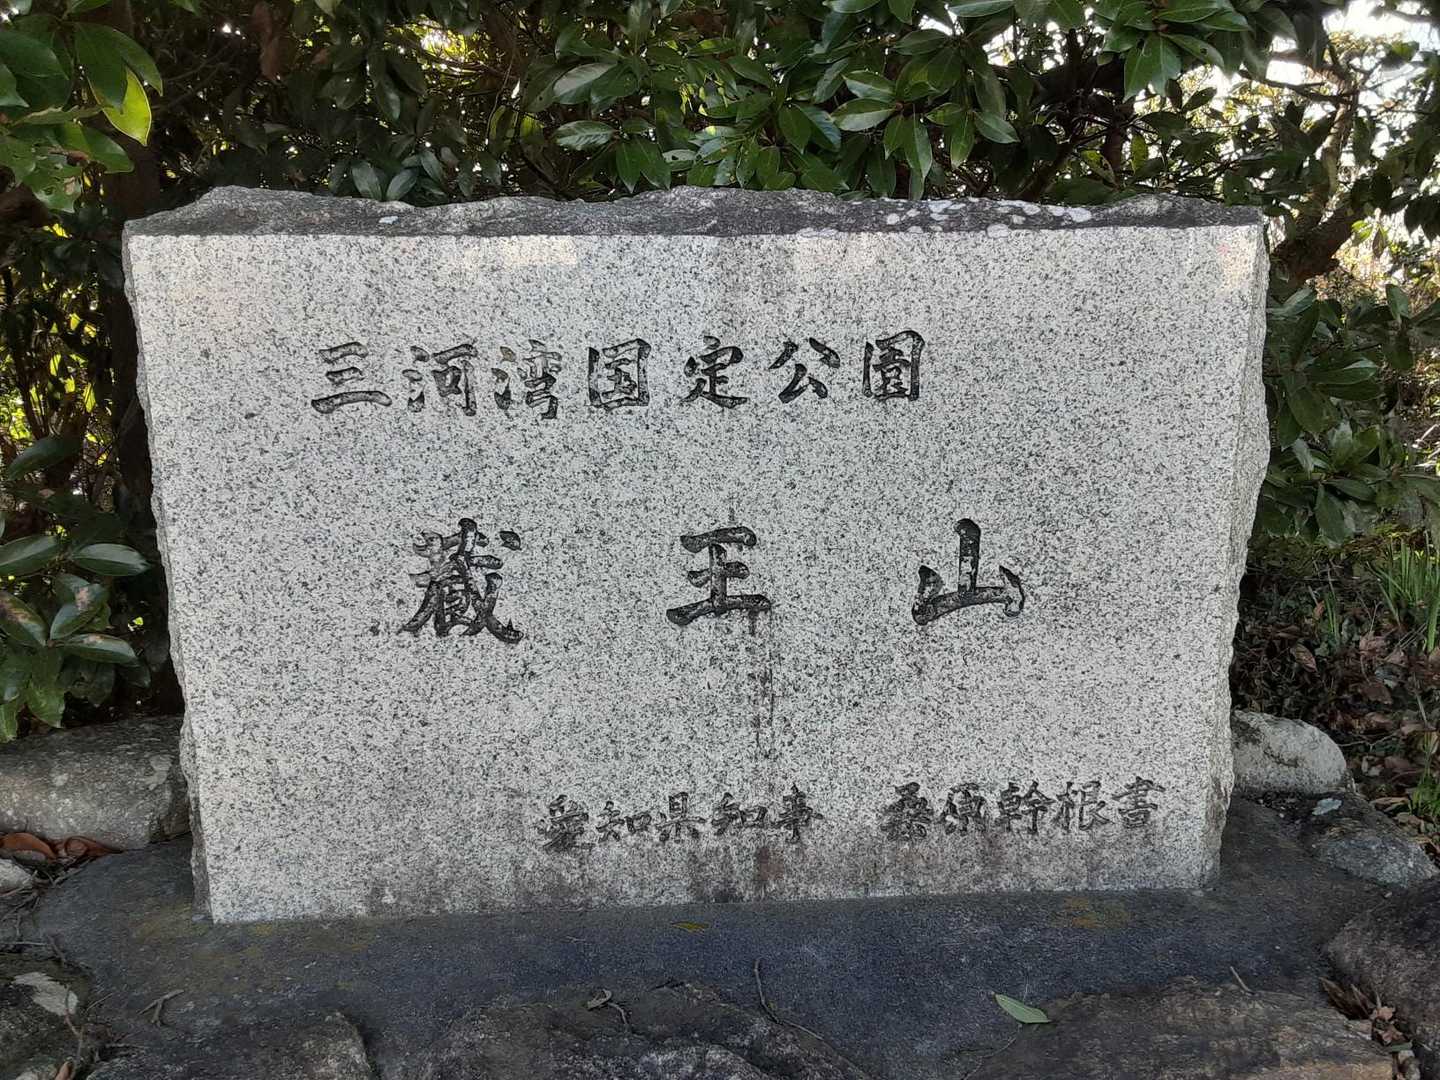 三河湾国定公園
蔵王山
愛知県知事 桑原幹根書